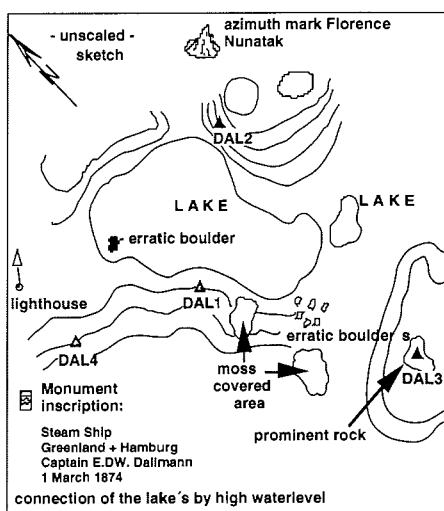 - unscaled -
sketch
azimuth mark Florence
Nunatak
N
DAL2
LAKE
LAKE
erratic boulder
lighthouse
DAL1
erratic boulder s
DAL4
moss
covered
area
DAL3
prominent rock
Monument
inscription:
Steam Ship
Greenland + Hamburg
Captain E.DW. Dallmann
1 March 1874
connection of the lake´s by high waterlevel